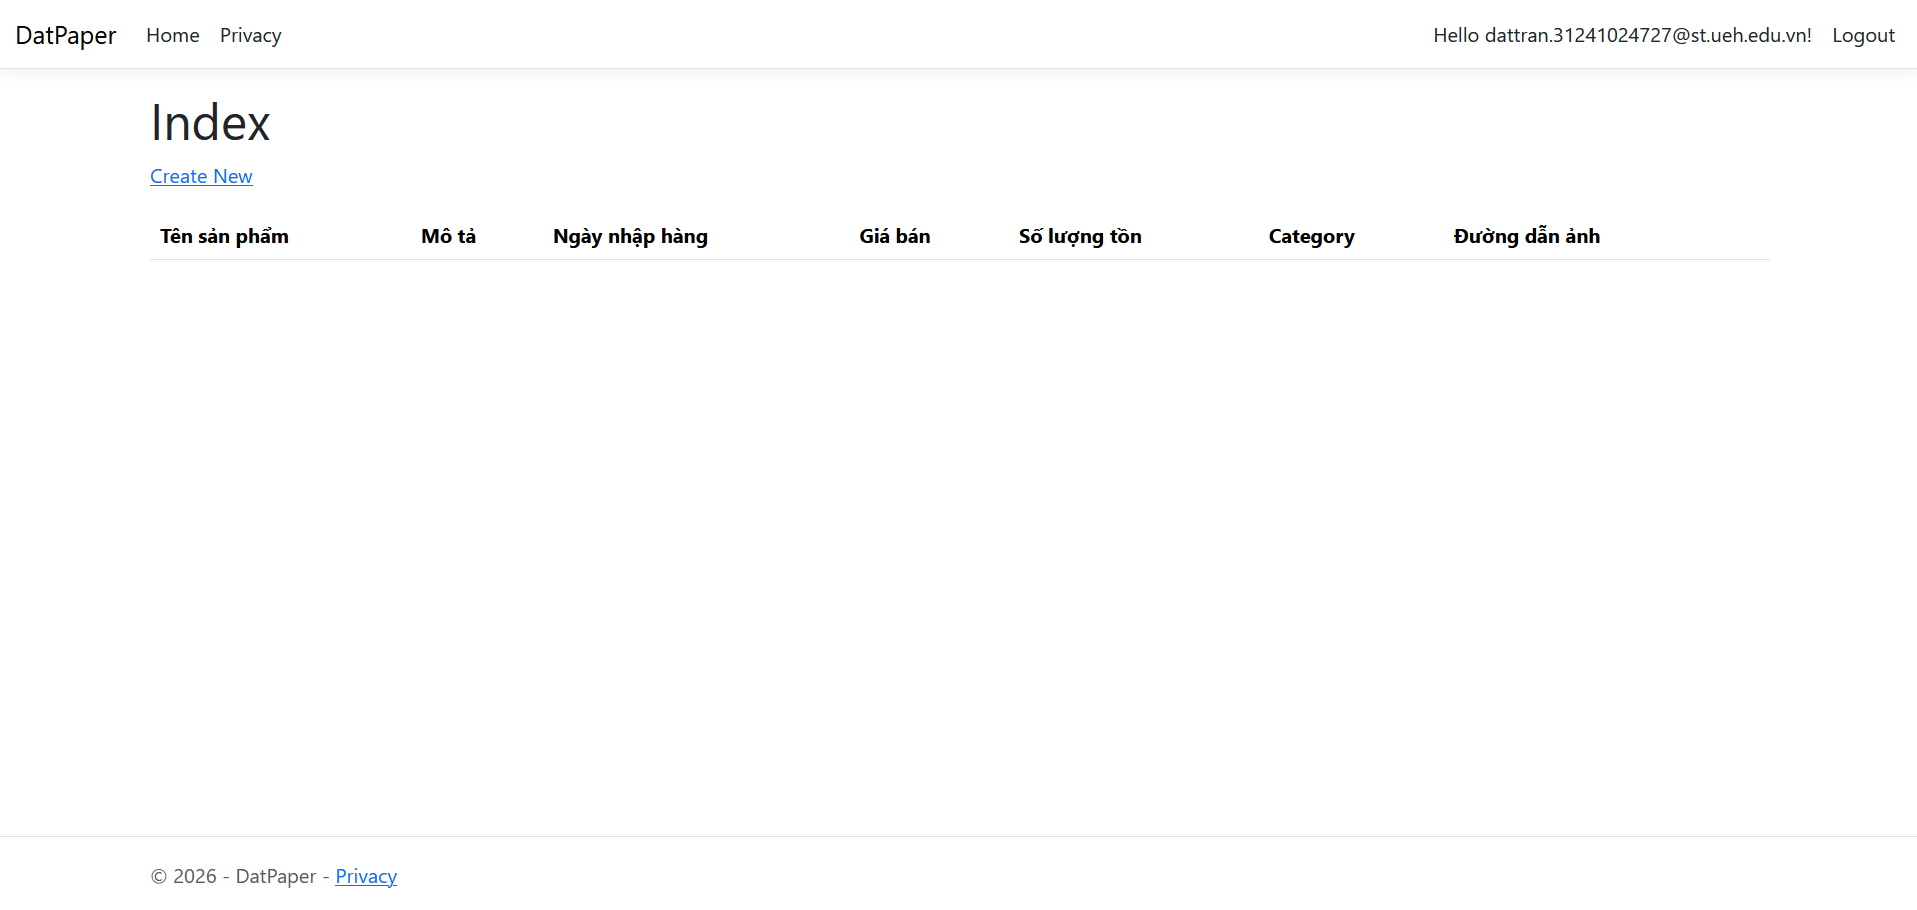 DatPaper Home Privacy Hello dattran.31241024727@st.ueh.edu.vn! Logout
Index
Create New
Tên sản phẩm Mô tả Ngày nhập hàng Giá bán Số lượng tồn Category Đường dẫn ảnh
© 2026 - DatPaper - Privacy